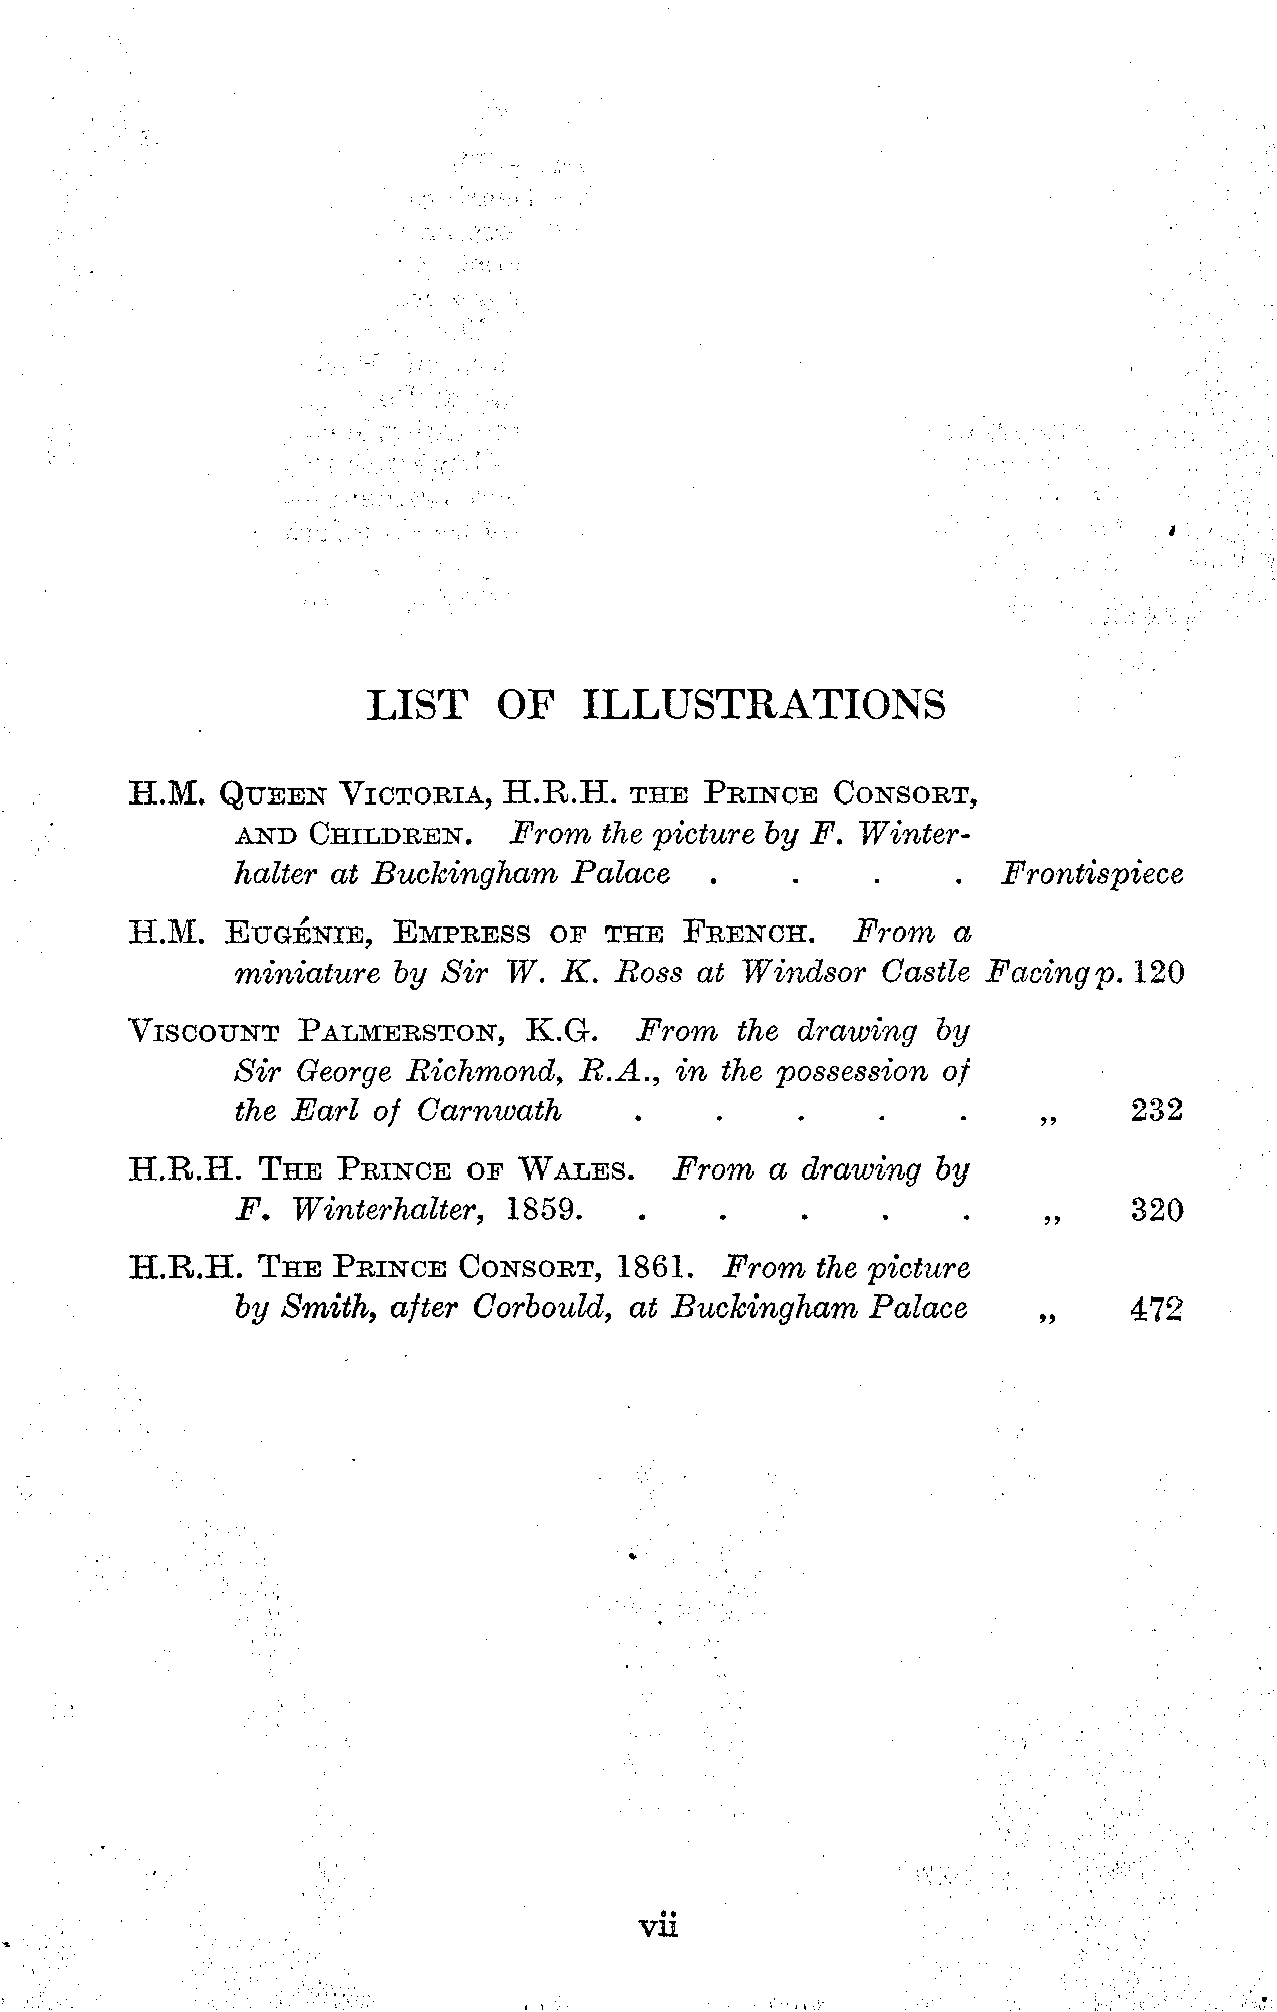 LIST OF ILLUSTRATIONS
H.M. Queen Victoria, H.R.H. the Prince Consort,
and Children. From the picture by F. Winter-
halter at Buckingham Palace . . . . Frontispiece
H.M. Eugénie, Empress of the French. From a
miniature by Sir W. K. Ross at Windsor Castle Facing p. 120
Viscount Palmerston, K.G. From the drawing by
Sir George Richmond, R.A., in the possession of
the Earl of Carnwath . . . . . „ 232
H.R.H. The Prince of Wales. From a drawing by
F. Winterhalter, 1859. . . . . . „ 320
H.R.H. The Prince Consort, 1861. From the picture
by Smith, after Corbould, at Buckingham Palace „ 472
vii